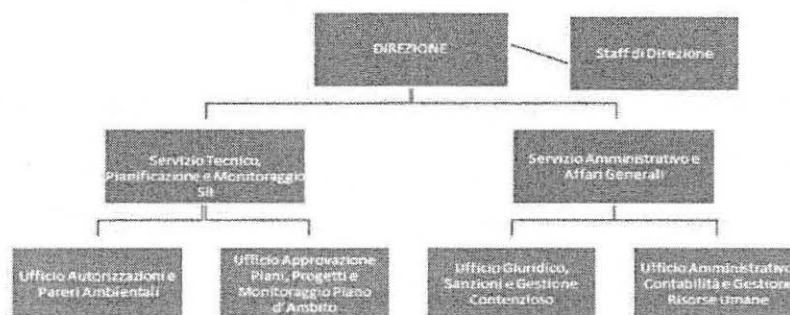 DIREZIONE
Staff di Direzione
Servizio Tecnico,
Pianificazione e Monitoraggio
Sit
Servizio Amministrativo e
Affari Generali
Ufficio Autorizzazioni e
Pareri Ambientali
Ufficio Approvazione
Piani, Progetti e
Monitoraggio Piano
d'Ambito
Ufficio Giuridico,
Sanzioni e Gestione
Contenzioso
Ufficio Amministrativo,
Contabilità e Gestione
Risorse Umane